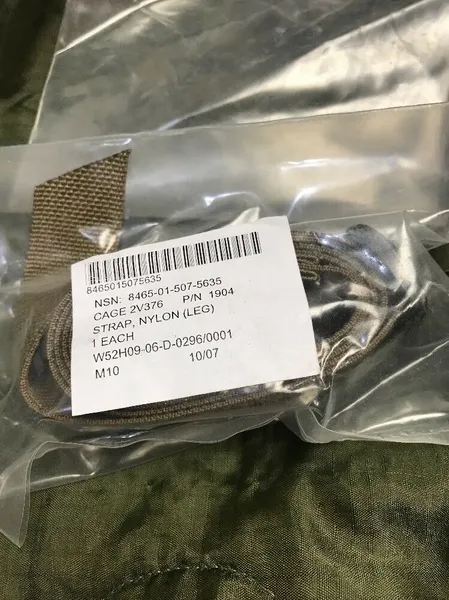 8465015075635
NSN: 8465-01-507-5635
CAGE 2V376 P/N 1904
STRAP, NYLON (LEG)
1 EACH
W52H09-06-D-0296/0001
M10 10/07